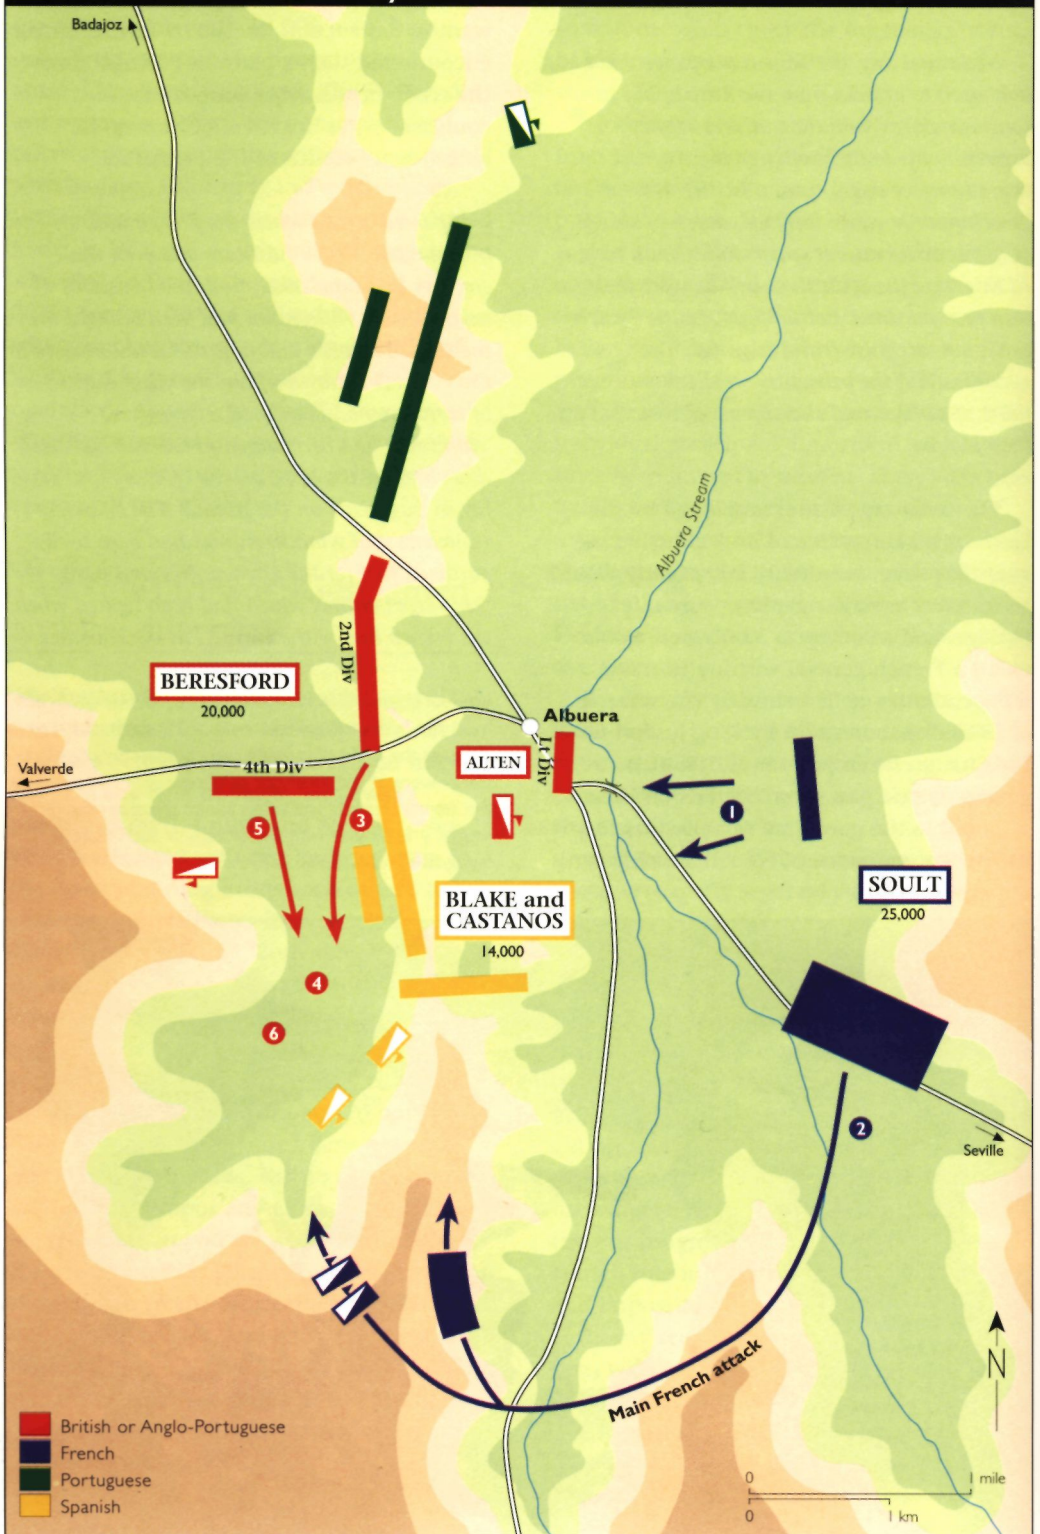 Badajoz
Albuera Stream
2nd Div
BERESFORD
20,000
Albuera
Valverde
4th Div
ALTEN
Lt Div
1
3
5
SOULT
25,000
BLAKE and
CASTANOS
14,000
4
6
2
Seville
Main French attack
N
British or Anglo-Portuguese
French
Portuguese
Spanish
0 1 mile
0 1 km